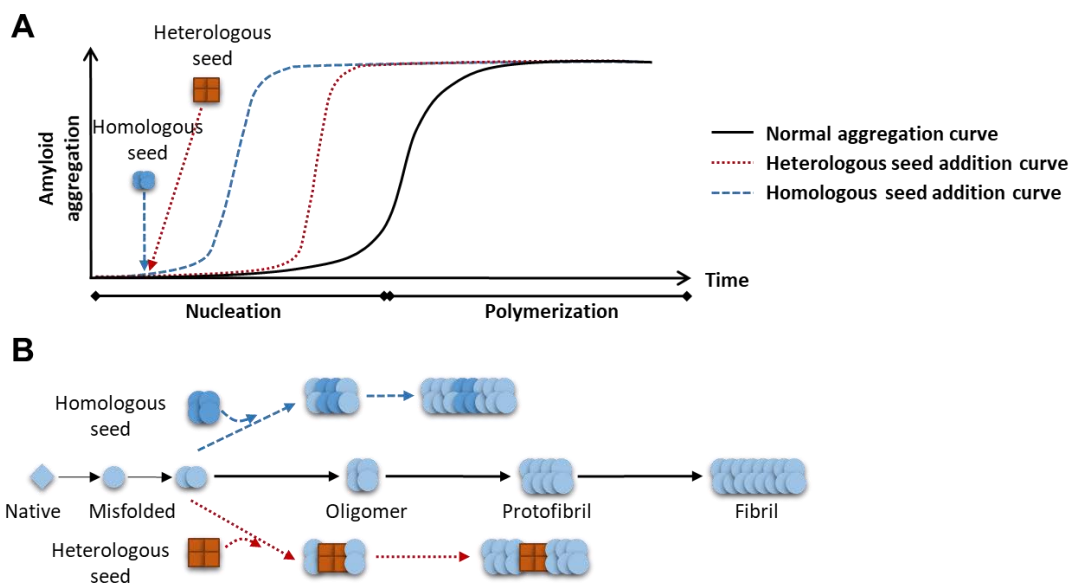 A
Heterologous
seed
Homologous
seed
Amyloid
aggregation
Normal aggregation curve
Heterologous seed addition curve
Homologous seed addition curve
Time
Nucleation
Polymerization
B
Homologous
seed
Native
Misfolded
Oligomer
Protofibril
Fibril
Heterologous
seed